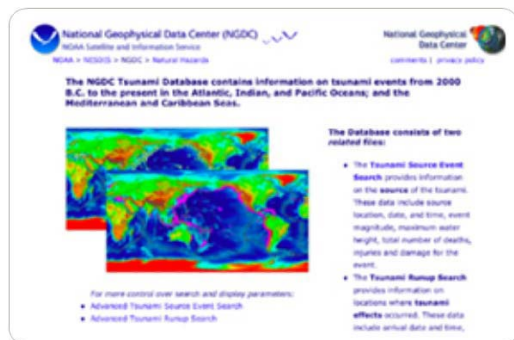 National Geophysical Data Center (NGDC)
NOAA Satellite and Information Service
NOAA > NESDIS > NGDC > Natural Hazards
National Geophysical
Data Center
comments | privacy policy
The NGDC Tsunami Database contains information on tsunami events from 2000
B.C. to the present in the Atlantic, Indian, and Pacific Oceans; and the
Mediterranean and Caribbean Seas.
The Database consists of two
related files:
The Tsunami Source Event
Search provides information
on the source of the tsunami.
These data include source
location, date, and time, event
magnitude, maximum water
height, total number of deaths,
injuries and damage for the
event.
The Tsunami Runup Search
provides information on
locations where tsunami
effects occurred. These data
include arrival date and time,
For more control over search and display parameters:
Advanced Tsunami Source Event Search
Advanced Tsunami Runup Search